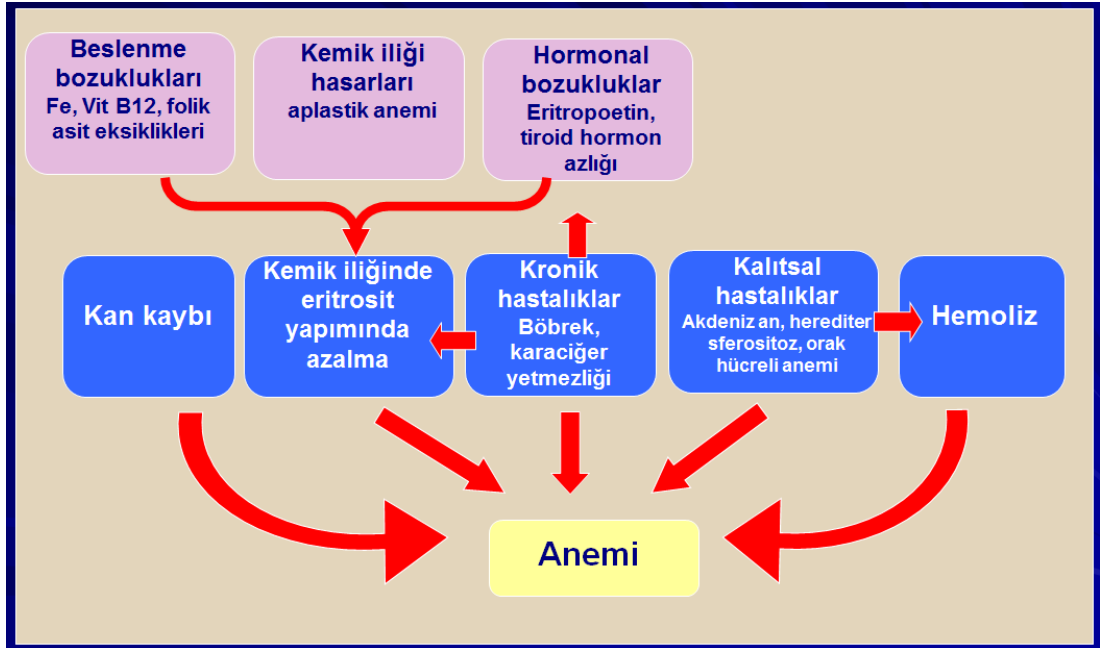 Beslenme
bozuklukları
Fe, Vit B12, folik
asit eksiklikleri
Kemik iliği
hasarları
aplastik anemi
Hormonal
bozukluklar
Eritropoetin,
tiroid hormon
azlığı
Kan kaybı
Kemik iliğinde
eritrosit
yapımında
azalma
Kronik
hastalıklar
Böbrek,
karaciğer
yetmezliği
Kalıtsal
hastalıklar
Akdeniz an, herediter
sferositoz, orak
hücreli anemi
Hemoliz
Anemi